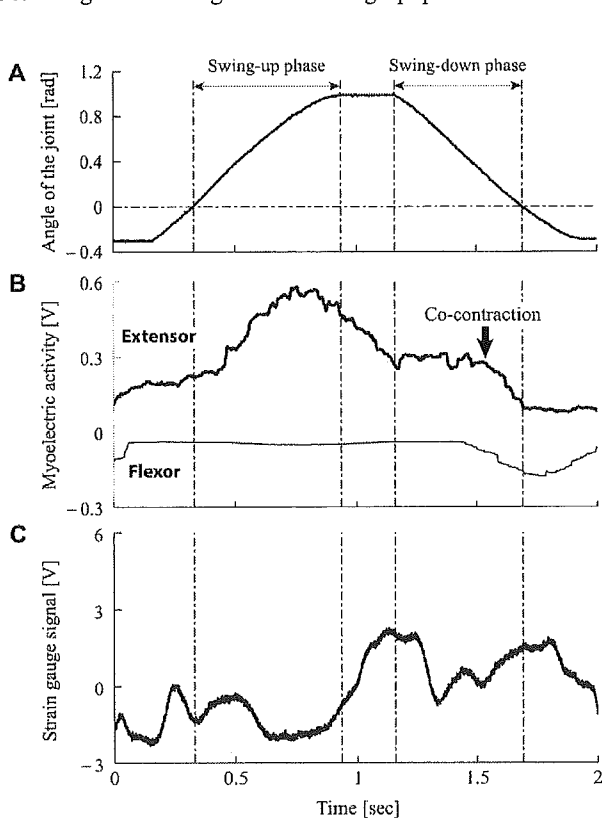 A
Angle of the joint [rad]
Swing-up phase
Swing-down phase
1.2
0.8
0.4
0
−0.4
B
Myoelectric activity [V]
0.6
0.3
0
−0.3
Extensor
Co-contraction
Flexor
C
Strain gauge signal [V]
6
3
0
−3
0
0.5
1
1.5
2
Time [sec]